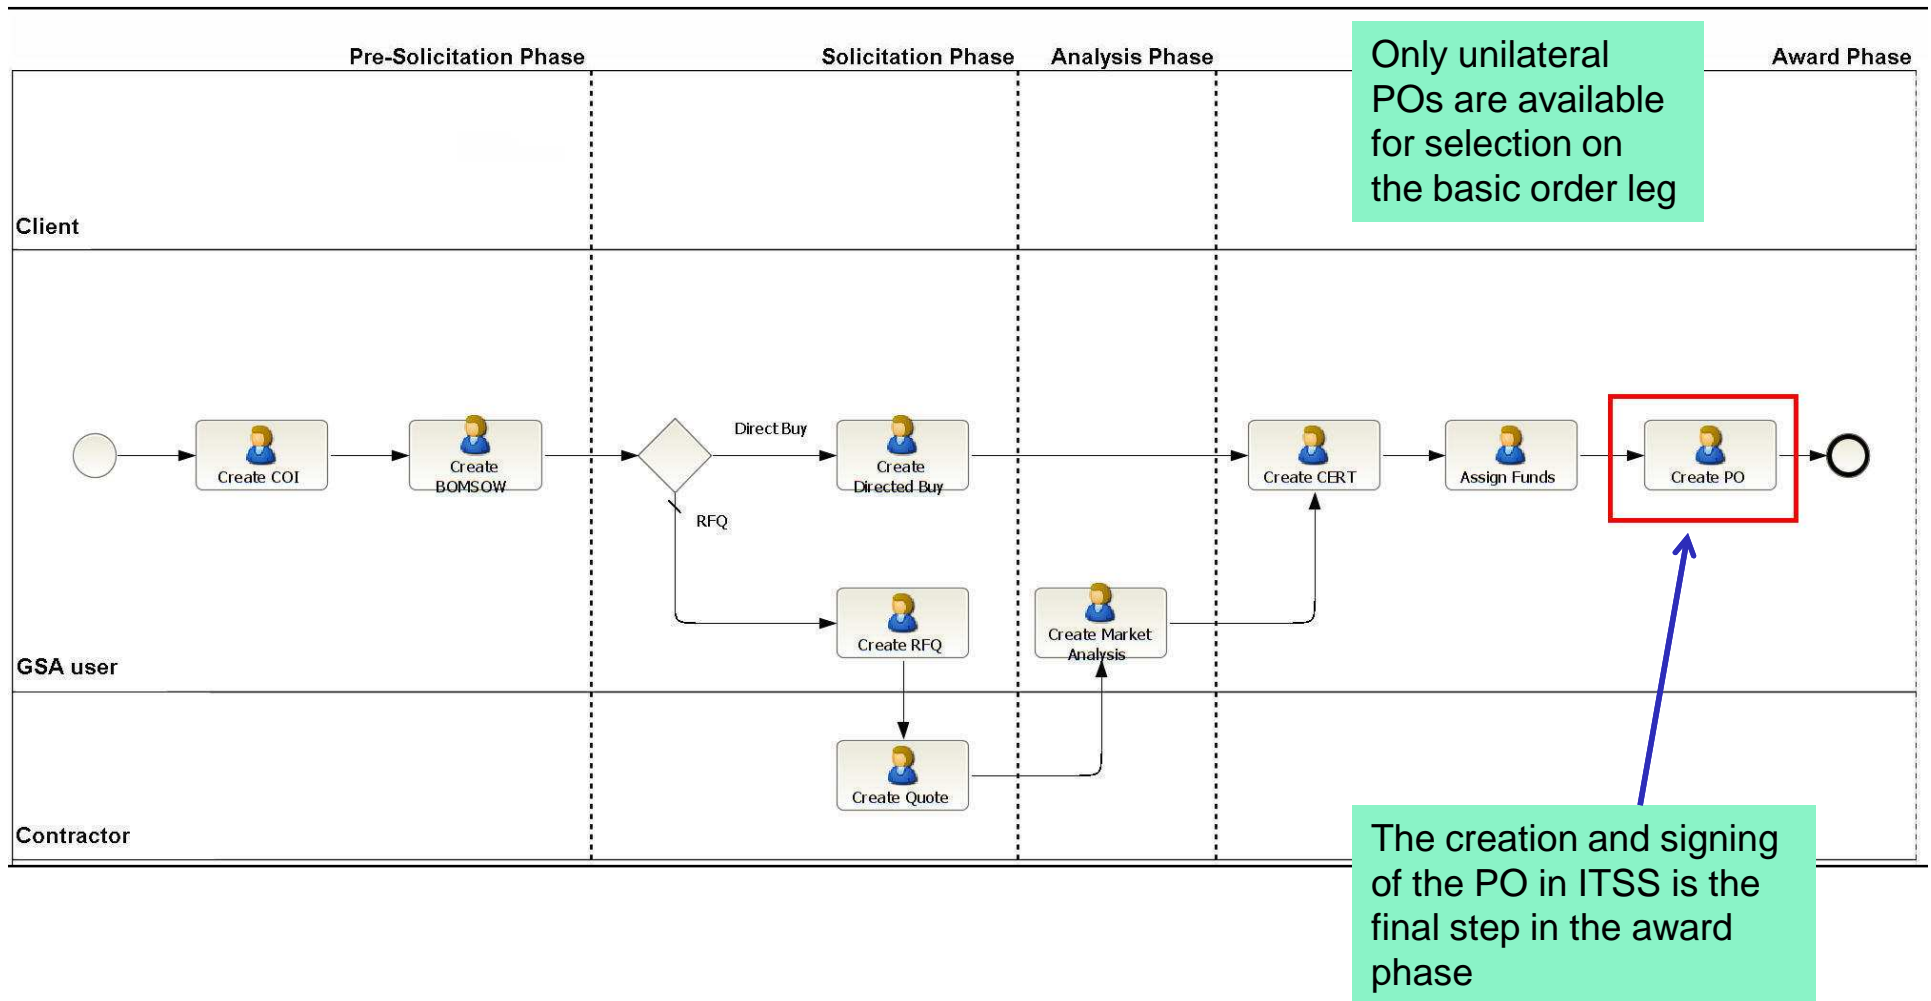 Pre-Solicitation Phase
Solicitation Phase
Analysis Phase
Award Phase
Only unilateral
POs are available
for selection on
the basic order leg
Client
Direct Buy
Create COI
Create
BOMSOW
Create
Directed Buy
Create CERT
Assign Funds
Create PO
RFQ
Create RFQ
Create Market
Analysis
GSA user
Create Quote
Contractor
The creation and signing
of the PO in ITSS is the
final step in the award
phase